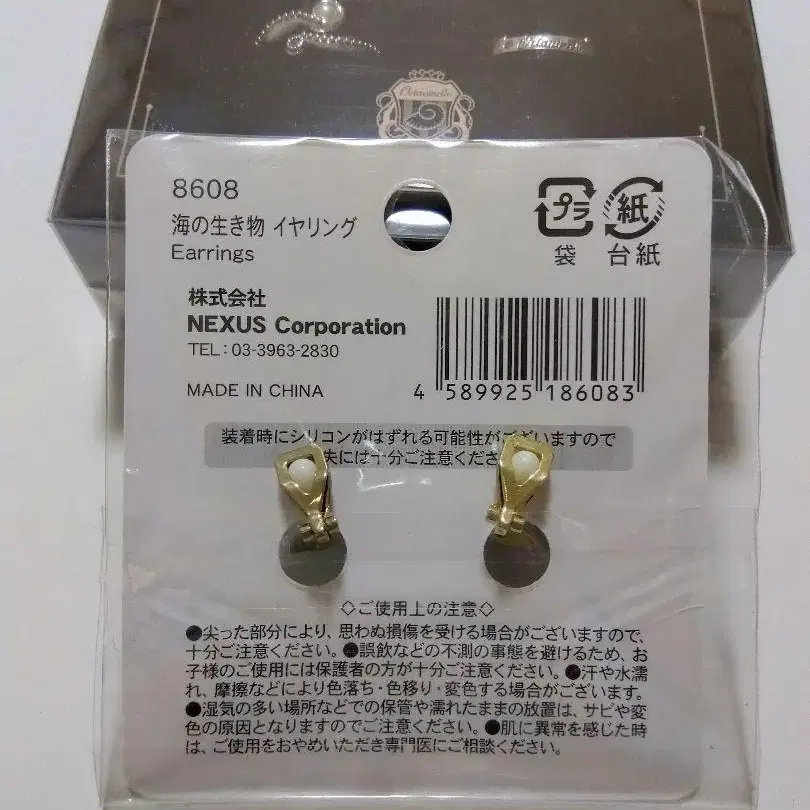 Octavinelle
8608
海の生き物 イヤリング
Earrings
プラ
袋
紙
台紙
株式会社
NEXUS Corporation
TEL:03-3963-2830
MADE IN CHINA
4 589925 186083
装着時にシリコンがはずれる可能性がございますので
失には十分ご注意くださ
◇ご使用上の注意◇
●尖った部分により、思わぬ損傷を受ける場合がございますので、
十分ご注意ください。●誤飲などの不測の事態を避けるため、お
子様のご使用には保護者の方が十分ご注意ください。●汗や水濡
れ、摩擦などにより色落ち・色移り・変色する場合がございます。
●湿気の多い場所などでの保管や濡れたままの放置は、サビや変
色の原因となりますのでご注意ください。●肌に異常を感じた時
は、ご使用をおやめいただき専門医にご相談ください。